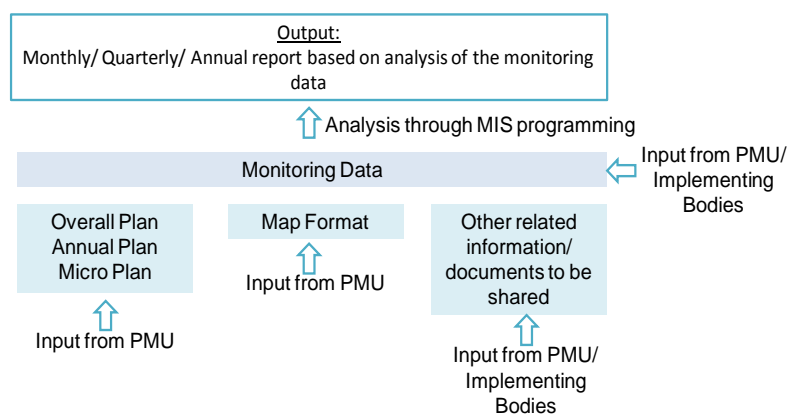 Output:
Monthly/ Quarterly/ Annual report based on analysis of the monitoring
data
Analysis through MIS programming
Monitoring Data
Input from PMU/
Implementing
Bodies
Overall Plan
Annual Plan
Micro Plan
Map Format
Other related
information/
documents to be
shared
Input from PMU
Input from PMU
Input from PMU/
Implementing
Bodies